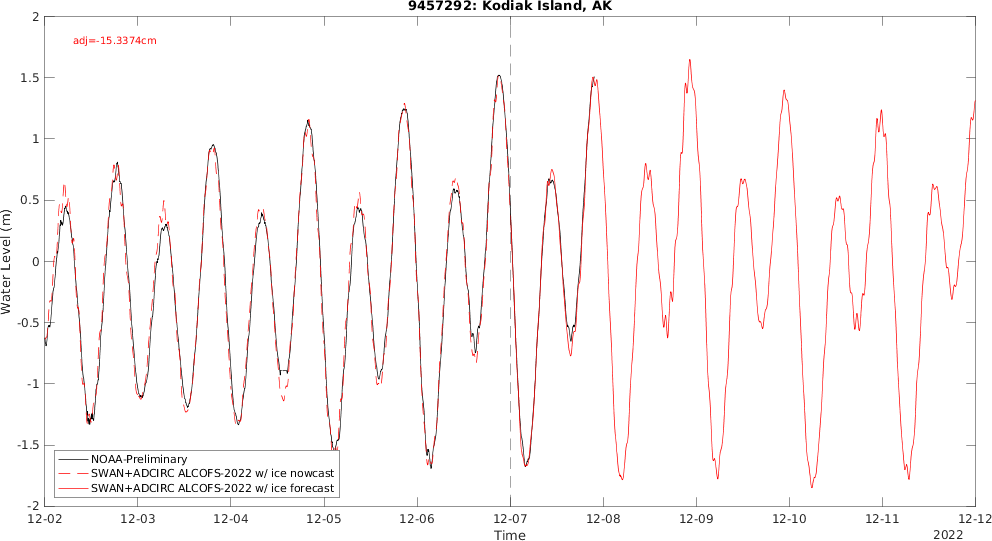 9457292: Kodiak Island, AK
adj=-15.3374cm
2
1.5
1
0.5
0
-0.5
-1
-1.5
-2
Water Level (m)
NOAA-Preliminary
SWAN+ADCIRC ALCOFS-2022 w/ ice nowcast
SWAN+ADCIRC ALCOFS-2022 w/ ice forecast
12-02 12-03 12-04 12-05 12-06 12-07 12-08 12-09 12-10 12-11 12-12
Time
2022